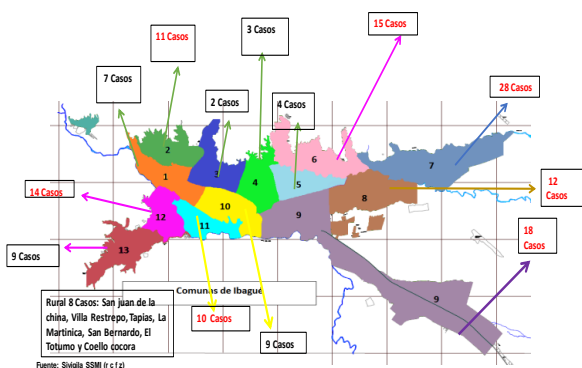 15 Casos
3 Casos
11 Casos
7 Casos
2 Casos
4 Casos
28 Casos
2
3
6
7
1
4
5
12
Casos
14 Casos
10
8
12
11
9
18
Casos
9 Casos
13
Comunas de Ibague
9
Rural 8 Casos: San juan de la
china, Villa Restrepo,Tapias, La
Martinica, San Bernardo, El
Totumo y Coello cocora
10 Casos
9 Casos
Fuente: Sivigila SSMI (r c f z)